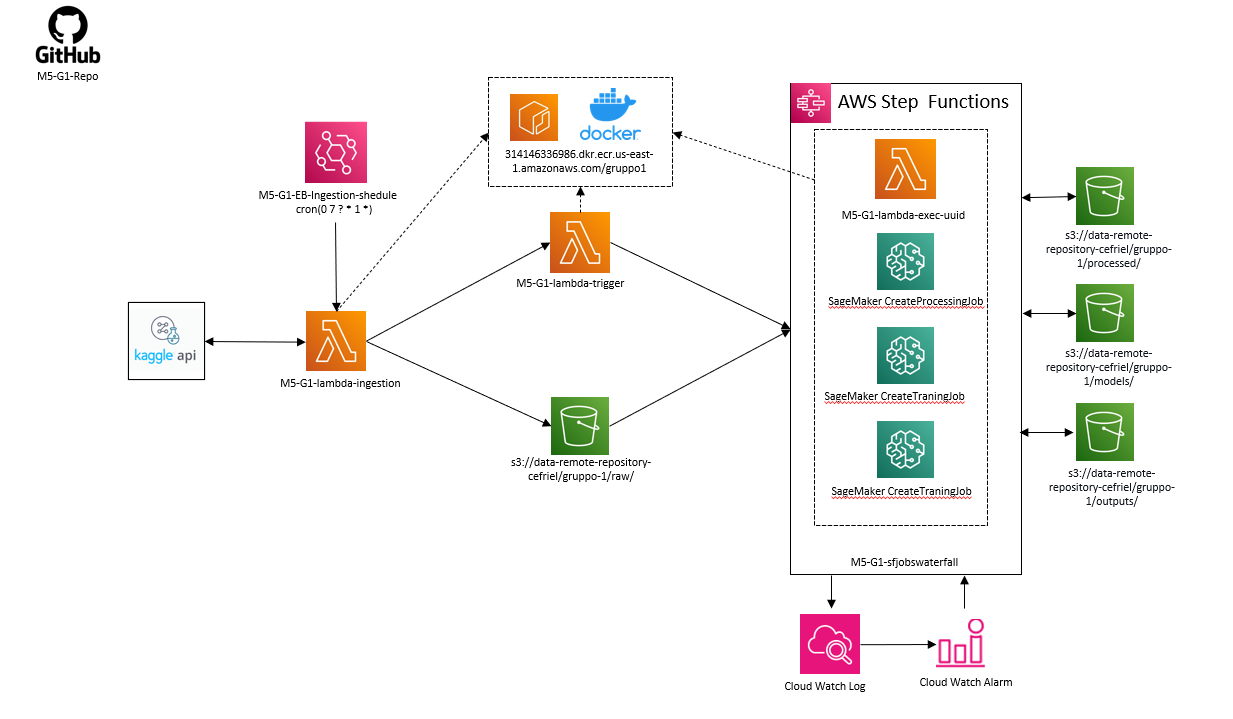 GitHub
M5-G1-Repo
M5-G1-EB-Ingestion-shedule
cron(0 7 ? * 1 *)
docker
314146336986.dkr.ecr.us-east-
1.amazonaws.com/gruppo1
M5-G1-lambda-trigger
kaggle api
M5-G1-lambda-ingestion
s3://data-remote-repository-
cefriel/gruppo-1/raw/
AWS Step Functions
M5-G1-lambda-exec-uuid
SageMaker CreateProcessingJob
SageMaker CreateTraningJob
SageMaker CreateTraningJob
M5-G1-sfjobswaterfall
s3://data-remote-
repository-cefriel/gruppo-
1/processed/
s3://data-remote-
repository-cefriel/gruppo-
1/models/
s3://data-remote-
repository-cefriel/gruppo-
1/outputs/
Cloud Watch Log
Cloud Watch Alarm